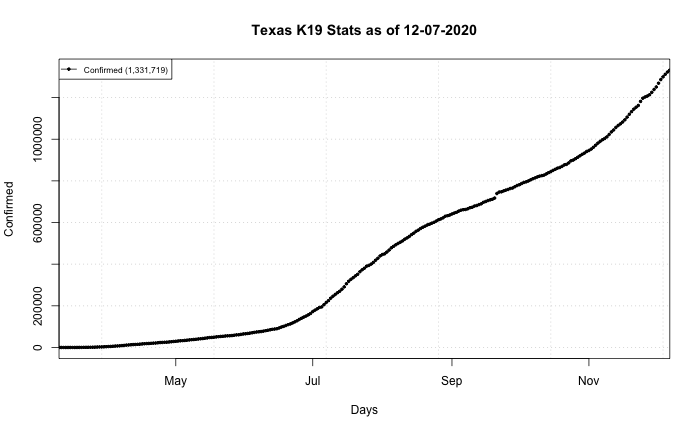 Texas K19 Stats as of 12-07-2020
Confirmed (1,331,719)
Confirmed
1000000
600000
200000
0
May Jul Sep Nov
Days